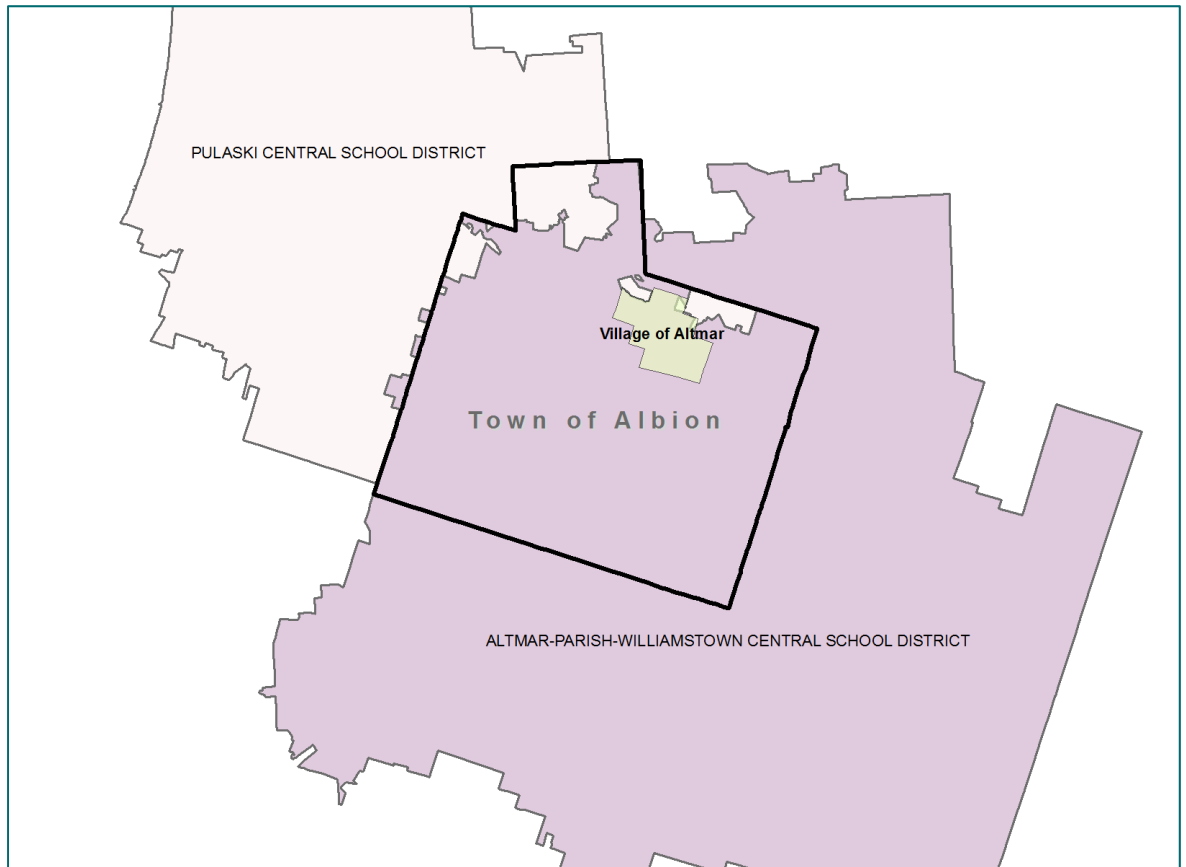 PULASKI CENTRAL SCHOOL DISTRICT
Village of Altmar
Town of Albion
ALTMAR-PARISH-WILLIAMSTOWN CENTRAL SCHOOL DISTRICT